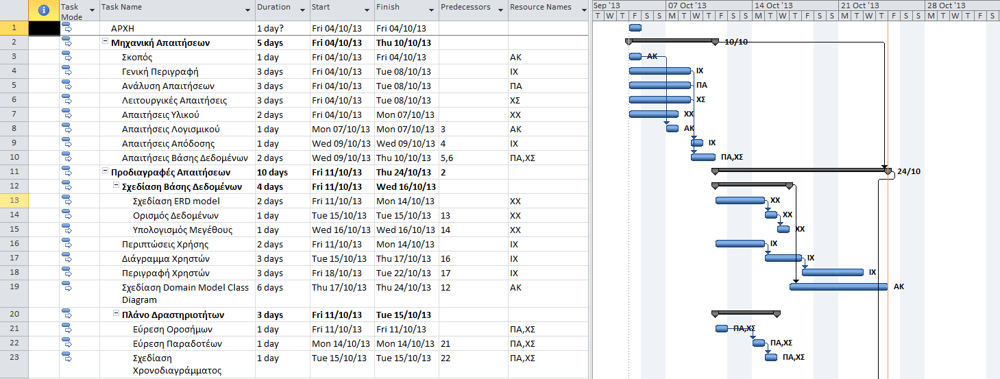 Task Mode Task Name Duration Start Finish Predecessors Resource Names
1 ΑΡΧΗ 1 day? Fri 04/10/13 Fri 04/10/13
2 Μηχανική Απαιτήσεων 5 days Fri 04/10/13 Thu 10/10/13
3 Σκοπός 1 day Fri 04/10/13 Fri 04/10/13 ΑΚ
4 Γενική Περιγραφή 3 days Fri 04/10/13 Tue 08/10/13 ΙΧ
5 Ανάλυση Απαιτήσεων 3 days Fri 04/10/13 Tue 08/10/13 ΠΑ
6 Λειτουργικές Απαιτήσεις 3 days Fri 04/10/13 Tue 08/10/13 ΧΣ
7 Απαιτήσεις Υλικού 2 days Fri 04/10/13 Mon 07/10/13 ΧΧ
8 Απαιτήσεις Λογισμικού 1 day Mon 07/10/13 Mon 07/10/13 3 ΑΚ
9 Απαιτήσεις Απόδοσης 1 day Wed 09/10/13 Wed 09/10/13 4 ΙΧ
10 Απαιτήσεις Βάσης Δεδομένων 2 days Wed 09/10/13 Thu 10/10/13 5,6 ΠΑ,ΧΣ
11 Προδιαγραφές Απαιτήσεων 10 days Fri 11/10/13 Thu 24/10/13 2
12 Σχεδίαση Βάσης Δεδομένων 4 days Fri 11/10/13 Wed 16/10/13
13 Σχεδίαση ERD model 2 days Fri 11/10/13 Mon 14/10/13 ΧΧ
14 Ορισμός Δεδομένων 1 day Tue 15/10/13 Tue 15/10/13 13 ΧΧ
15 Υπολογισμός Μεγέθους 1 day Wed 16/10/13 Wed 16/10/13 14 ΧΧ
16 Περιπτώσεις Χρήσης 2 days Fri 11/10/13 Mon 14/10/13 ΙΧ
17 Διάγραμμα Χρηστών 3 days Tue 15/10/13 Thu 17/10/13 16 ΙΧ
18 Περιγραφή Χρηστών 3 days Fri 18/10/13 Tue 22/10/13 17 ΙΧ
19 Σχεδίαση Domain Model Class Diagram 6 days Thu 17/10/13 Thu 24/10/13 12 ΑΚ
20 Πλάνο Δραστηριοτήτων 3 days Fri 11/10/13 Tue 15/10/13
21 Εύρεση Οροσήμων 1 day Fri 11/10/13 Fri 11/10/13 ΠΑ,ΧΣ
22 Εύρεση Παραδοτέων 1 day Mon 14/10/13 Mon 14/10/13 21 ΠΑ,ΧΣ
23 Σχεδίαση Χρονοδιαγράμματος 1 day Tue 15/10/13 Tue 15/10/13 22 ΠΑ,ΧΣ
Sep '13 07 Oct '13 14 Oct '13 21 Oct '13 28 Oct '13
T W T F S S M T W T F S S M T W T F S S M T W T F S S M T W T F S
10/10
ΑΚ
ΙΧ
ΠΑ
ΧΣ
ΧΧ
ΑΚ
ΙΧ
ΠΑ,ΧΣ
24/10
ΧΧ
ΧΧ
ΧΧ
ΙΧ
ΙΧ
ΙΧ
ΑΚ
ΠΑ,ΧΣ
ΠΑ,ΧΣ
ΠΑ,ΧΣ